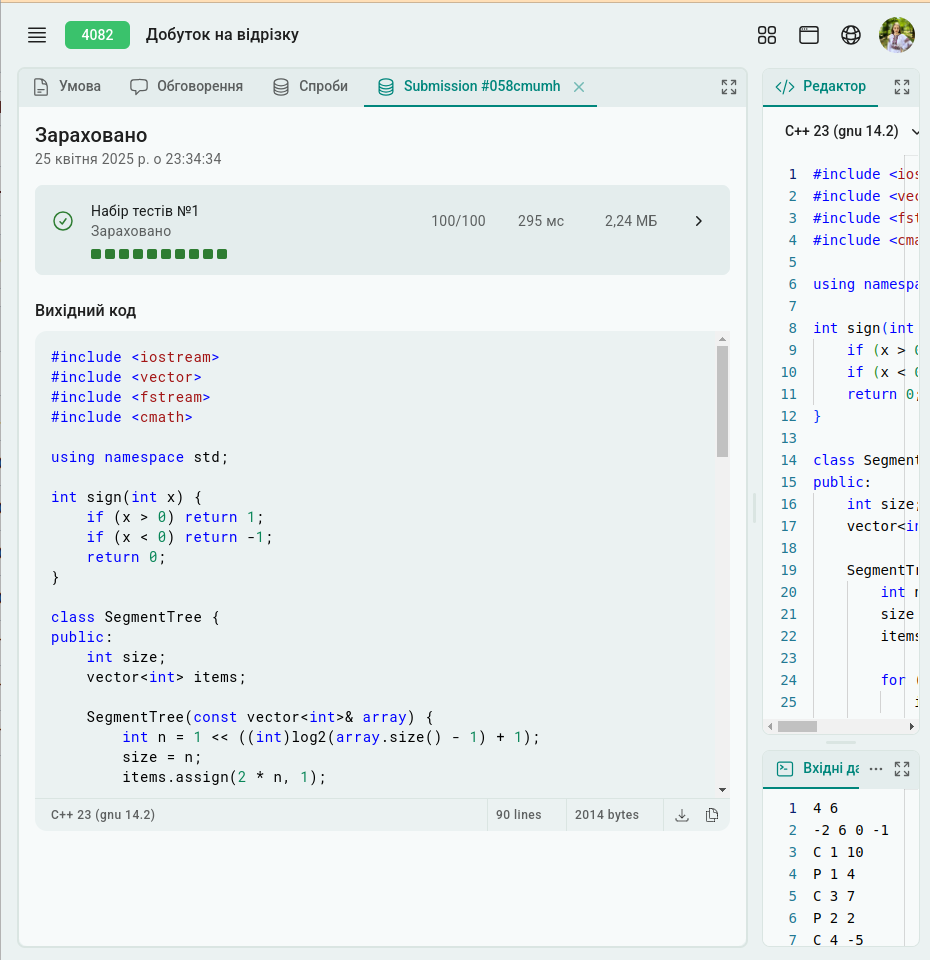 4082 Добуток на відрізку
Умова Обговорення Спроби Submission #058cmumh
Зараховано
25 квітня 2025 р. о 23:34:34
Набір тестів №1
Зараховано
100/100 295 мс 2,24 МБ
Вихідний код
#include <iostream>
#include <vector>
#include <fstream>
#include <cmath>
using namespace std;
int sign(int x) {
if (x > 0) return 1;
if (x < 0) return -1;
return 0;
}
class SegmentTree {
public:
int size;
vector<int> items;
SegmentTree(const vector<int>& array) {
int n = 1 << ((int)log2(array.size() - 1) + 1);
size = n;
items.assign(2 * n, 1);
C++ 23 (gnu 14.2) 90 lines 2014 bytes
Редактор
C++ 23 (gnu 14.2)
1 #include <ios
2 #include <vec
3 #include <fst
4 #include <cma
5
6 using namespa
7
8 int sign(int
9 if (x > 0
10 if (x < 0
11 return 0;
12 }
13
14 class Segment
15 public:
16 int size;
17 vector<in
18
19 SegmentTr
20 int n
21 size
22 items
23
24 for (
25
Вхідні да
1 4 6
2 -2 6 0 -1
3 C 1 10
4 P 1 4
5 C 3 7
6 P 2 2
7 C 4 -5